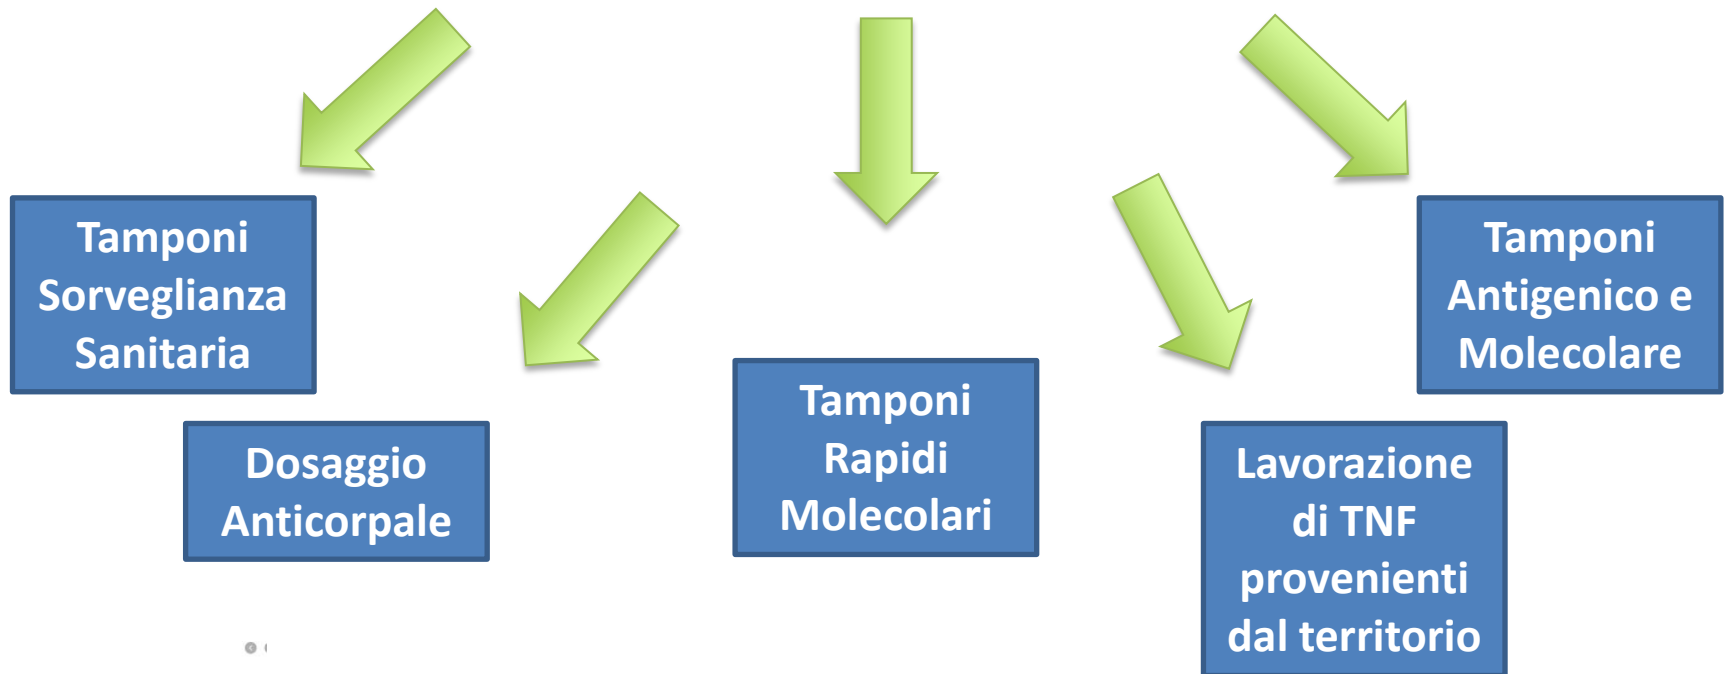 Tamponi
Sorveglianza
Sanitaria
Dosaggio
Anticorpale
Tamponi
Rapidi
Molecolari
Lavorazione
di TNF
provenienti
dal territorio
Tamponi
Antigenico e
Molecolare